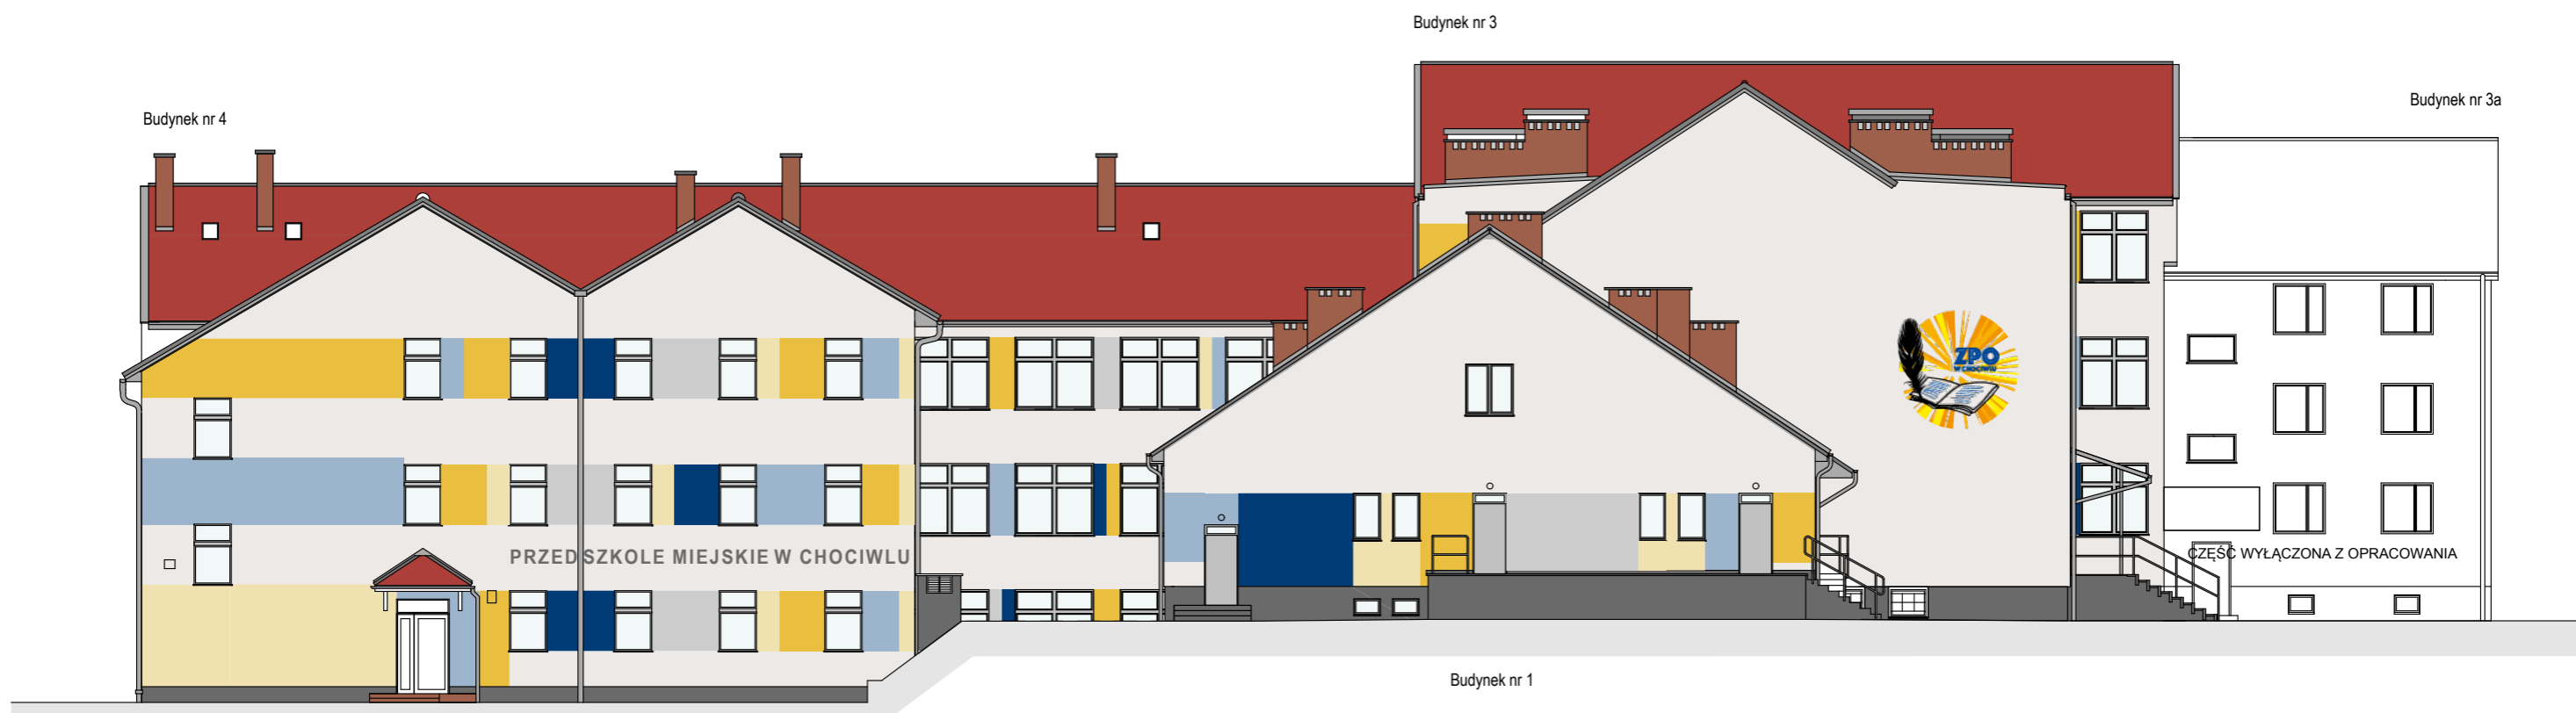 Budynek nr 3
Budynek nr 3a
Budynek nr 4
ZPO
W CHOCIWLU
PRZEDSZKOLE MIEJSKIE W CHOCIWLU
CZĘŚĆ WYŁĄCZONA Z OPRACOWANIA
Budynek nr 1